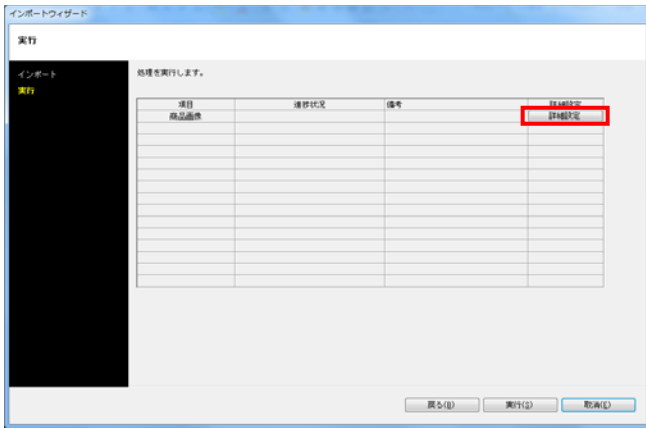 インポートウィザード
実行
インポート
実行
処理を実行します。
項目 進捗状況 備考 詳細設定
商品画像 詳細設定
戻る(B) 実行(S) 取消(E)